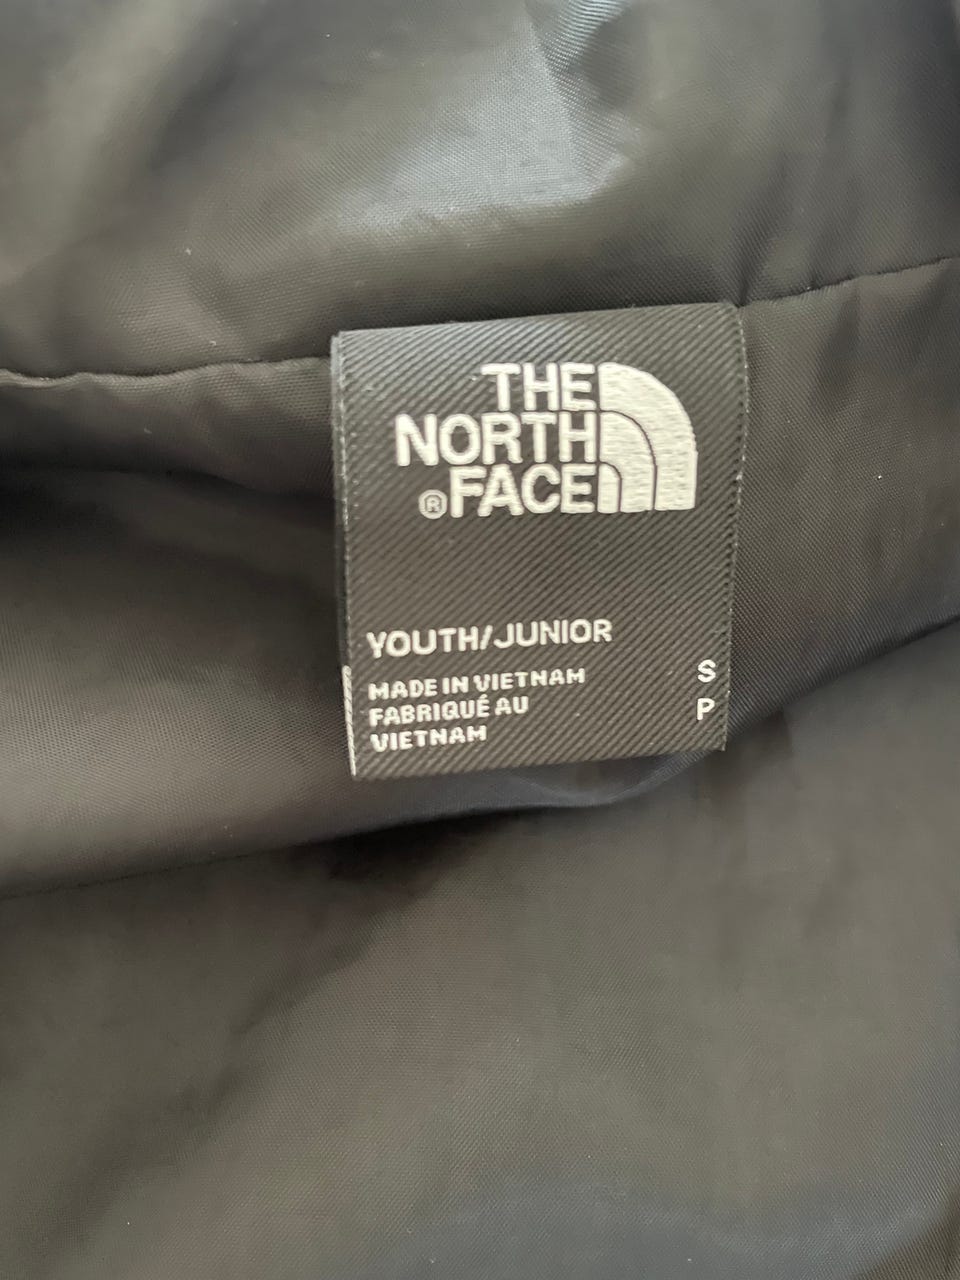 THE
NORTH
®FACE
YOUTH/JUNIOR
MADE IN VIETNAM
FABRIQUÉ AU
VIETNAM
S
P